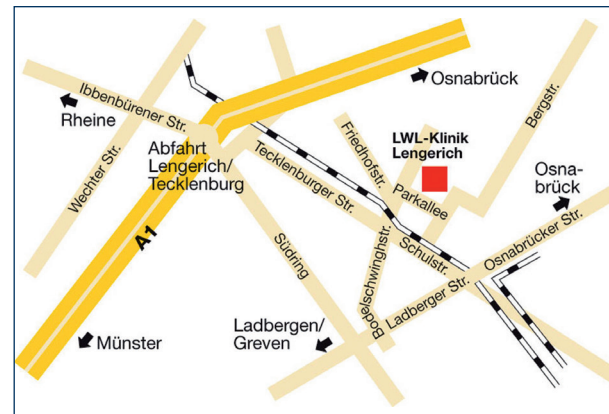 Ibbenbürener Str.
Rheine
Wechter Str.
Abfahrt
Lengerich/
Tecklenburg
A1
Münster
Osnabrück
LWL-Klinik
Lengerich
Friedhofstr.
Parkallee
Bergstr.
Osna-
brück
Tecklenburger Str.
Südring
Schulstr.
Bodelschwinghstr.
Osnabrücker Str.
Ladberger Str.
Ladbergen/
Greven